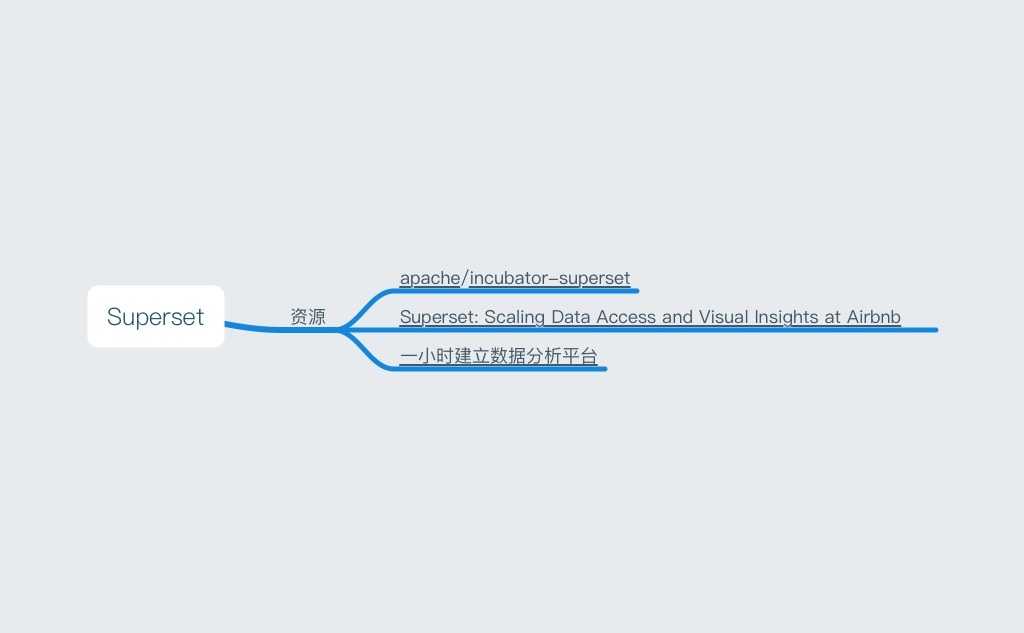 Superset
资源
apache/incubator-superset
Superset: Scaling Data Access and Visual Insights at Airbnb
一小时建立数据分析平台